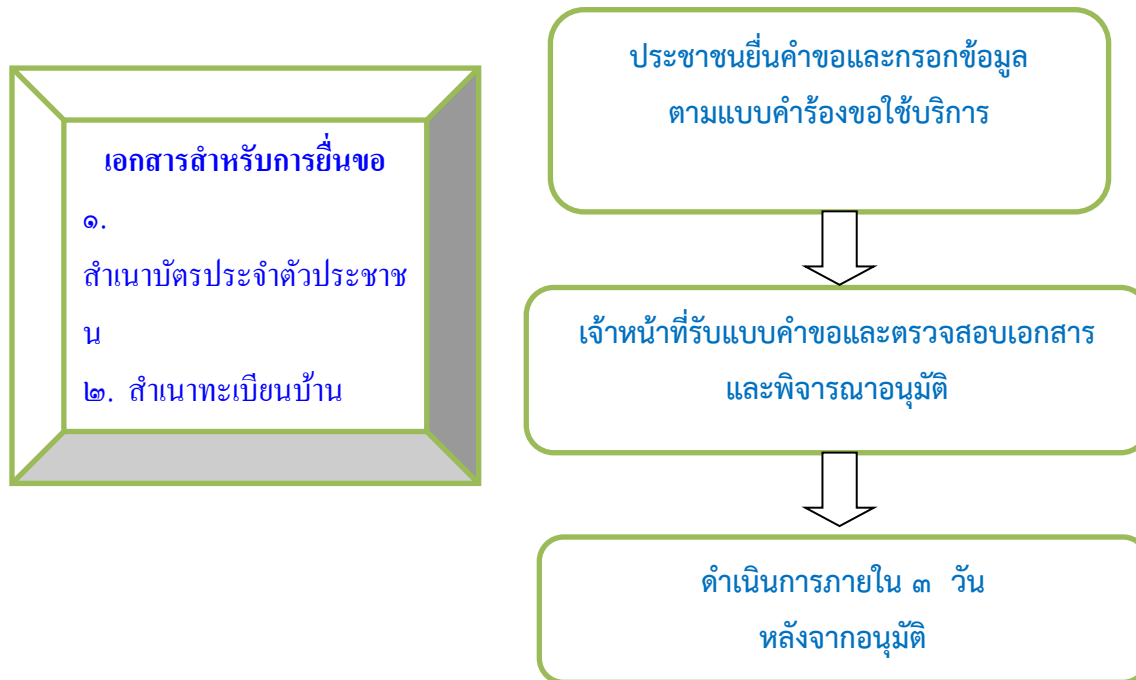 เอกสารสำหรับการยื่นขอ
๑.
สำเนาบัตรประจำตัวประชาช
น
๒. สำเนาทะเบียนบ้าน
ประชาชนยื่นคำขอและกรอกข้อมูล
ตามแบบคำร้องขอใช้บริการ
เจ้าหน้าที่รับแบบคำขอและตรวจสอบเอกสาร
และพิจารณาอนุมัติ
ดำเนินการภายใน ๓ วัน
หลังจากอนุมัติ